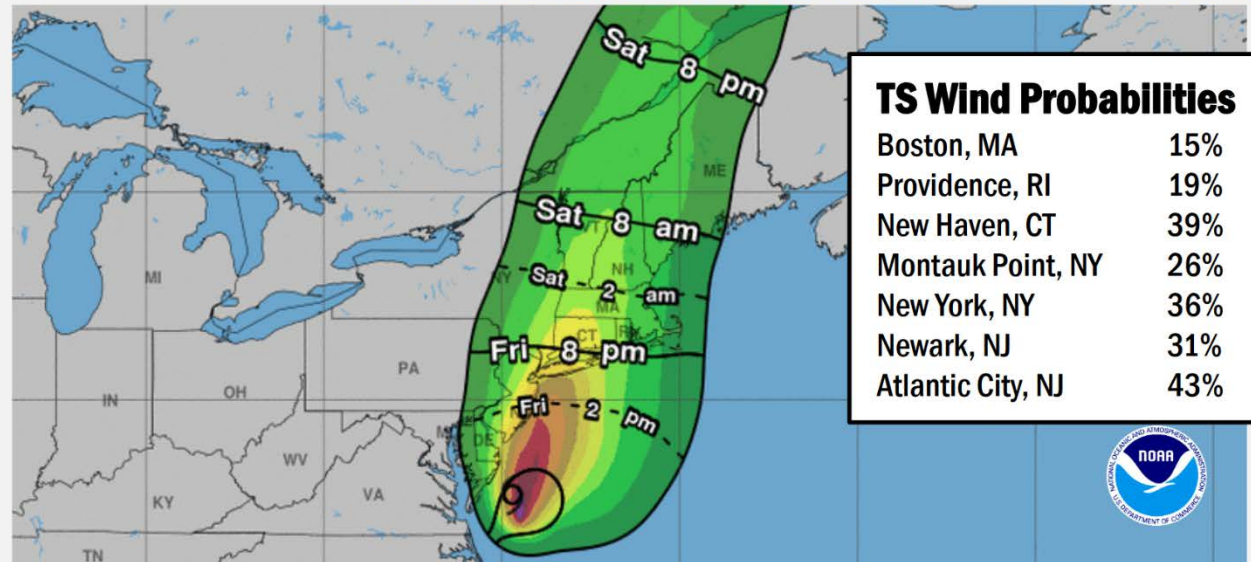 Sat 8 pm
TS Wind Probabilities
Boston, MA 15%
Providence, RI 19%
New Haven, CT 39%
Montauk Point, NY 26%
New York, NY 36%
Newark, NJ 31%
Atlantic City, NJ 43%
ME
Sat 8 am
VT
NH
MI
NY
Sat 2 am
MA
CT
RI
Fri 8 pm
PA
IN
OH
Fri 2 pm
DE
WV
VA
KY
TN
NOAA
NATIONAL OCEANIC AND ATMOSPHERIC ADMINISTRATION
U.S. DEPARTMENT OF COMMERCE